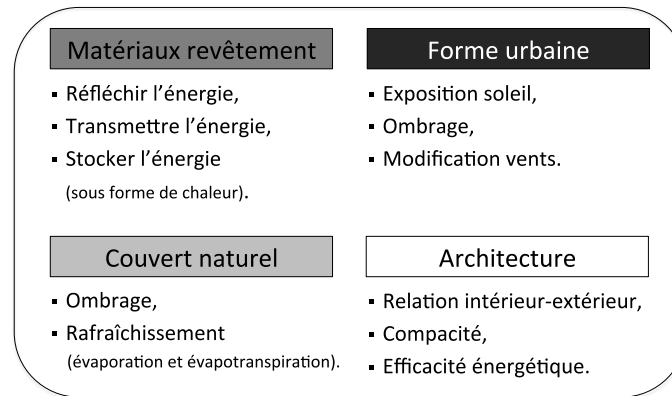 Matériaux revêtement
▪ Réfléchir l’énergie,
▪ Transmettre l’énergie,
▪ Stocker l’énergie
(sous forme de chaleur).
Forme urbaine
▪ Exposition soleil,
▪ Ombrage,
▪ Modification vents.
Couvert naturel
▪ Ombrage,
▪ Rafraîchissement
(évaporation et évapotranspiration).
Architecture
▪ Relation intérieur-extérieur,
▪ Compacité,
▪ Efficacité énergétique.